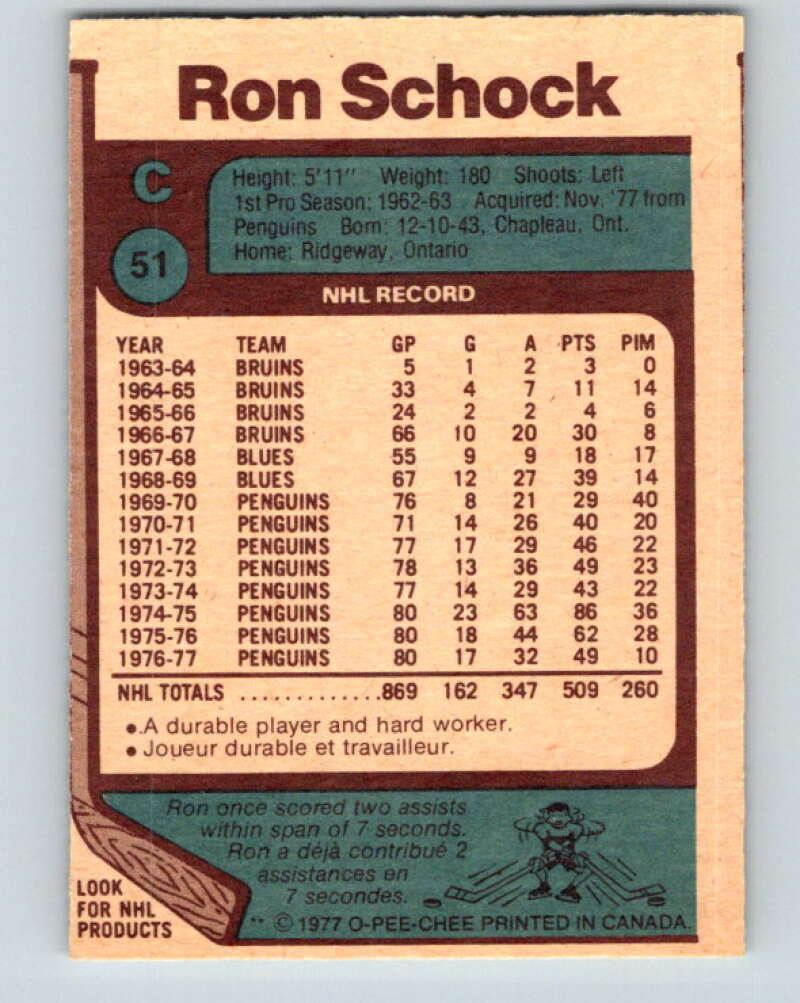 Ron Schock
C
Height: 5'11" Weight: 180 Shoots: Left
1st Pro Season: 1962-63 Acquired: Nov. '77 from
Penguins Born: 12-10-43, Chapleau, Ont.
Home: Ridgeway, Ontario
51
NHL RECORD
YEAR TEAM GP G A PTS PIM
1963-64 BRUINS 5 1 2 3 0
1964-65 BRUINS 33 4 7 11 14
1965-66 BRUINS 24 2 2 4 6
1966-67 BRUINS 66 10 20 30 8
1967-68 BLUES 55 9 9 18 17
1968-69 BLUES 67 12 27 39 14
1969-70 PENGUINS 76 8 21 29 40
1970-71 PENGUINS 71 14 26 40 20
1971-72 PENGUINS 77 17 29 46 22
1972-73 PENGUINS 78 13 36 49 23
1973-74 PENGUINS 77 14 29 43 22
1974-75 PENGUINS 80 23 63 86 36
1975-76 PENGUINS 80 18 44 62 28
1976-77 PENGUINS 80 17 32 49 10
NHL TOTALS .............869 162 347 509 260
• A durable player and hard worker.
• Joueur durable et travailleur.
Ron once scored two assists
within span of 7 seconds.
Ron a déjà contribué 2
assistances en
7 secondes.
LOOK
FOR NHL
PRODUCTS
** © 1977 O-PEE-CHEE PRINTED IN CANADA.